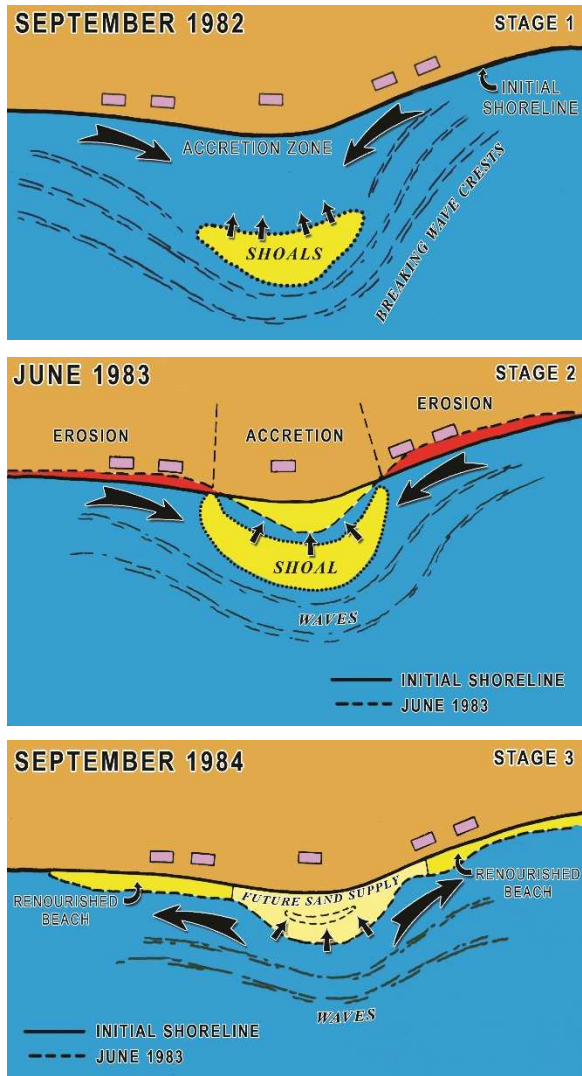 SEPTEMBER 1982
STAGE 1
INITIAL
SHORELINE
ACCRETION ZONE
SHOALS
BREAKING WAVE CRESTS
JUNE 1983
STAGE 2
EROSION
ACCRETION
EROSION
SHOAL
WAVES
INITIAL SHORELINE
JUNE 1983
SEPTEMBER 1984
STAGE 3
FUTURE SAND SUPPLY
RENOURISHED
BEACH
RENOURISHED
BEACH
WAVES
INITIAL SHORELINE
JUNE 1983